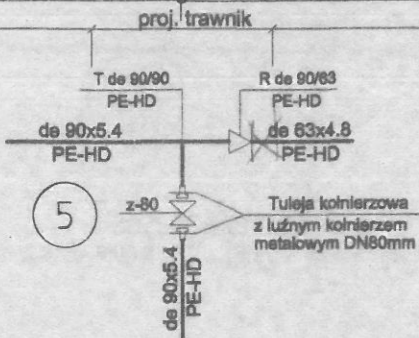 proj. trawnik
T de 90/90
PE-HD
R de 90/63
PE-HD
de 90x5.4
PE-HD
de 63x4.8
PE-HD
5
z-80
Tuleja kołnierzowa
z luźnym kołnierzem
metalowym DN80mm
de 90x5.4
PE-HD